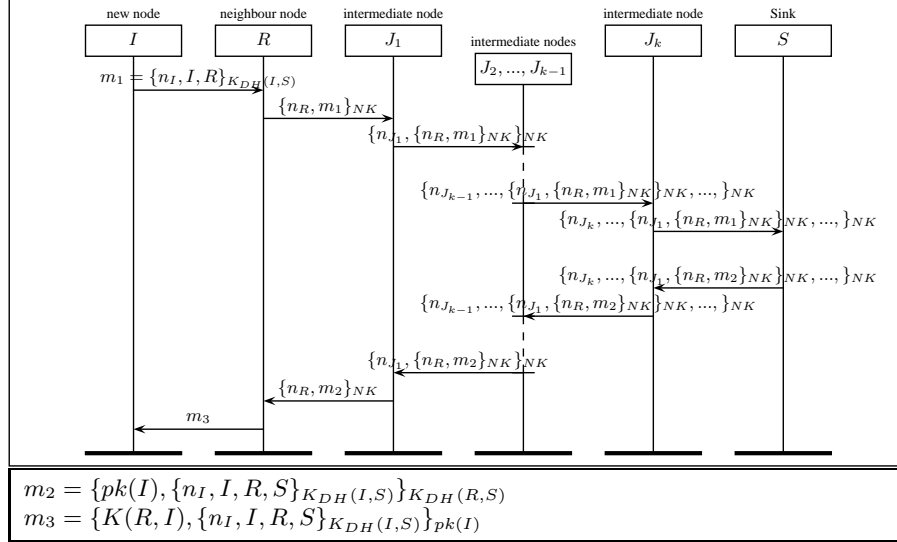 new node neighbour node intermediate node intermediate node Sink
I R J_1 intermediate nodes J_k S
J_2, ..., J_{k−1}
m_1 = {n_I, I, R}_{K_{DH}(I,S)}
{n_R, m_1}_{NK}
{n_{J_1}, {n_R, m_1}_{NK}}_{NK}
{n_{J_{k−1}}, ..., {n_{J_1}, {n_R, m_1}_{NK}}_{NK}, ..., }_{NK}
{n_{J_k}, ..., {n_{J_1}, {n_R, m_1}_{NK}}_{NK}, ..., }_{NK}
{n_{J_k}, ..., {n_{J_1}, {n_R, m_2}_{NK}}_{NK}, ..., }_{NK}
{n_{J_{k−1}}, ..., {n_{J_1}, {n_R, m_2}_{NK}}_{NK}, ..., }_{NK}
{n_{J_1}, {n_R, m_2}_{NK}}_{NK}
{n_R, m_2}_{NK}
m_3
m_2 = {pk(I), {n_I, I, R, S}_{K_{DH}(I,S)}}_{K_{DH}(R,S)}
m_3 = {K(R, I), {n_I, I, R, S}_{K_{DH}(I,S)}}_{pk(I)}